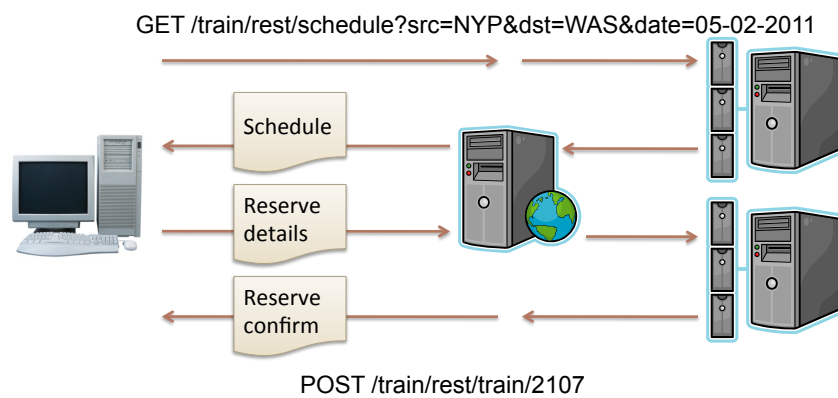 GET /train/rest/schedule?src=NYP&dst=WAS&date=05-02-2011
Schedule
Reserve
details
Reserve
confirm
POST /train/rest/train/2107